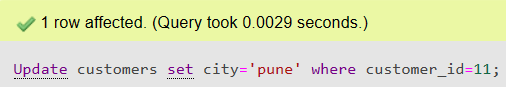 1 row affected. (Query took 0.0029 seconds.)
Update customers set city='pune' where customer_id=11;